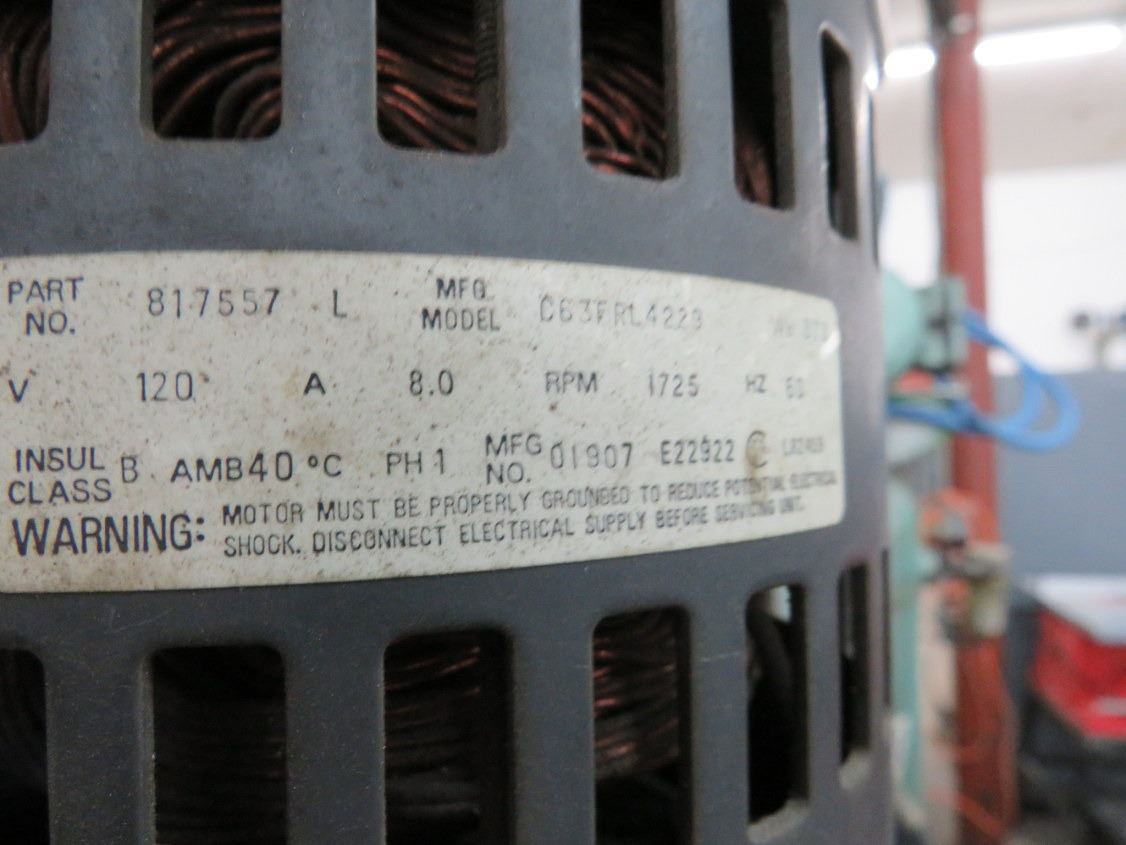 PART NO. 817557 L MFG. MODEL C63FRL4229
V 120 A 8.0 RPM 1725 HZ 60
INSUL CLASS B AMB 40 °C PH 1 MFG NO. 01907 E22922
WARNING: MOTOR MUST BE PROPERLY GROUNDED TO REDUCE POTENTIAL ELECTRICAL
SHOCK. DISCONNECT ELECTRICAL SUPPLY BEFORE SERVICING UNIT.